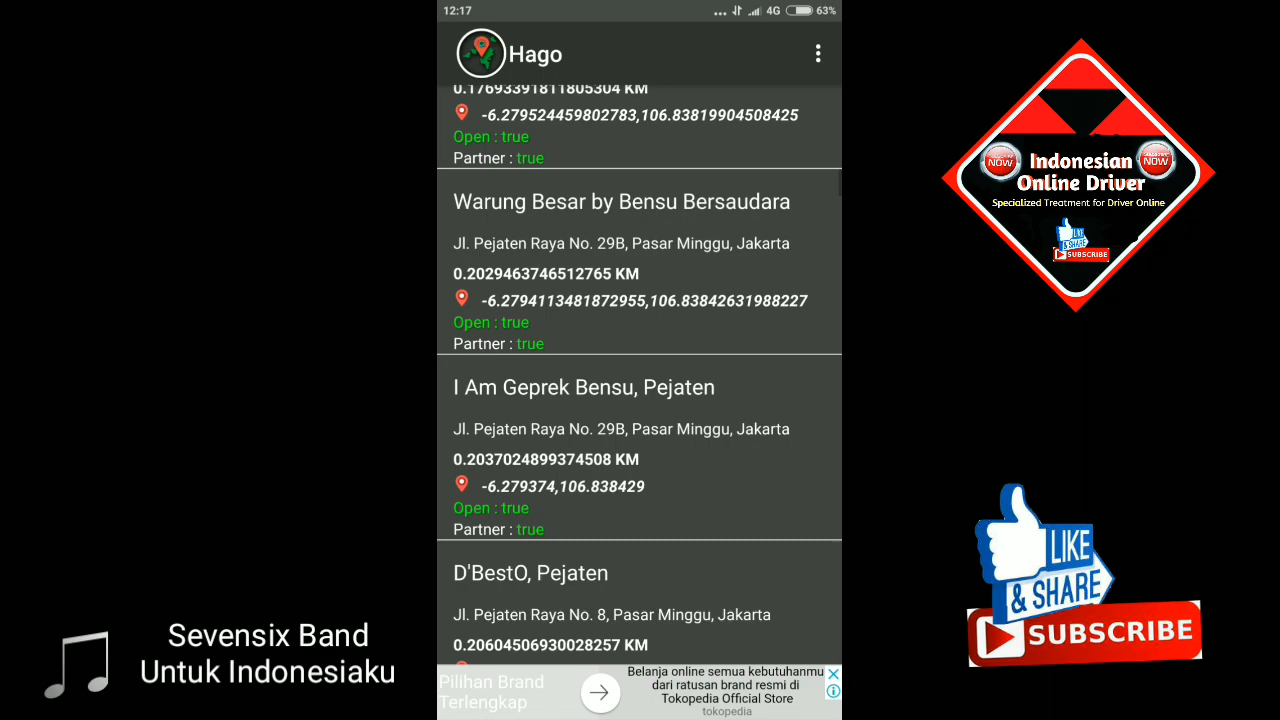 12:17
4G
63%
Hago
0.17693391811805304 KM
-6.279524459802783,106.83819904508425
Open : true
Partner : true
Warung Besar by Bensu Bersaudara
Jl. Pejaten Raya No. 29B, Pasar Minggu, Jakarta
0.2029463746512765 KM
-6.2794113481872955,106.83842631988227
Open : true
Partner : true
I Am Geprek Bensu, Pejaten
Jl. Pejaten Raya No. 29B, Pasar Minggu, Jakarta
0.2037024899374508 KM
-6.279374,106.838429
Open : true
Partner : true
D'BestO, Pejaten
Jl. Pejaten Raya No. 8, Pasar Minggu, Jakarta
0.20604506930028257 KM
Pilihan Brand
Terlengkap
Belanja online semua kebutuhanmu
dari ratusan brand resmi di
Tokopedia Official Store
tokopedia
NOW
NOW
Indonesian
Online Driver
Specialized Treatment for Driver Online
LIKE
& SHARE
SUBSCRIBE
LIKE
& SHARE
SUBSCRIBE
Sevensix Band
Untuk Indonesiaku